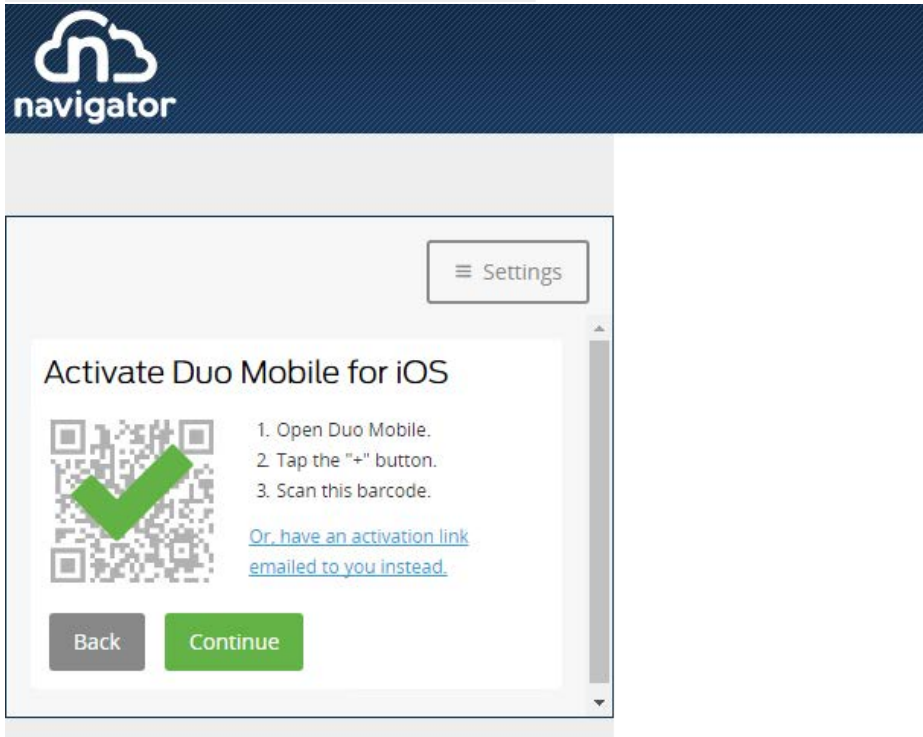 navigator
≡ Settings
Activate Duo Mobile for iOS
1. Open Duo Mobile.
2. Tap the "+" button.
3. Scan this barcode.
Or, have an activation link
emailed to you instead.
Back
Continue